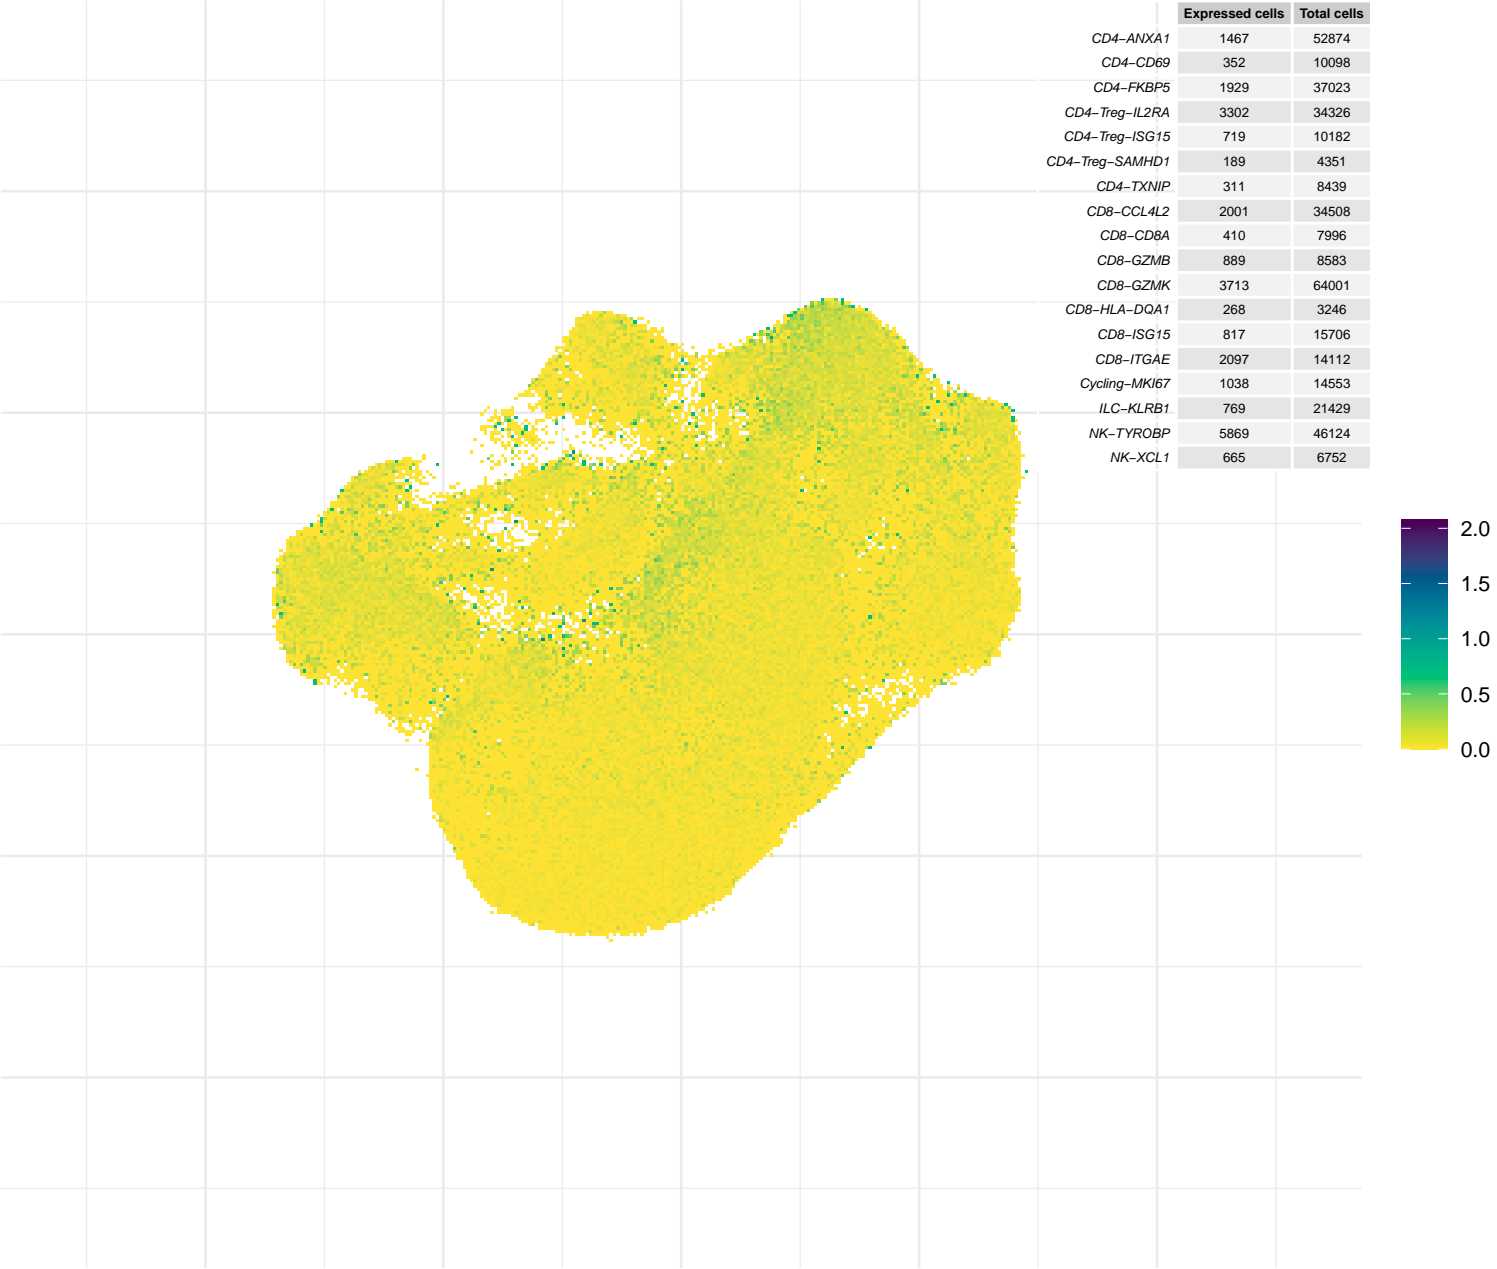 Expressed cells Total cells
CD4−ANXA1 1467 52874
CD4−CD69 352 10098
CD4−FKBP5 1929 37023
CD4−Treg−IL2RA 3302 34326
CD4−Treg−ISG15 719 10182
CD4−Treg−SAMHD1 189 4351
CD4−TXNIP 311 8439
CD8−CCL4L2 2001 34508
CD8−CD8A 410 7996
CD8−GZMB 889 8583
CD8−GZMK 3713 64001
CD8−HLA−DQA1 268 3246
CD8−ISG15 817 15706
CD8−ITGAE 2097 14112
Cycling−MKI67 1038 14553
ILC−KLRB1 769 21429
NK−TYROBP 5869 46124
NK−XCL1 665 6752
2.0
1.5
1.0
0.5
0.0